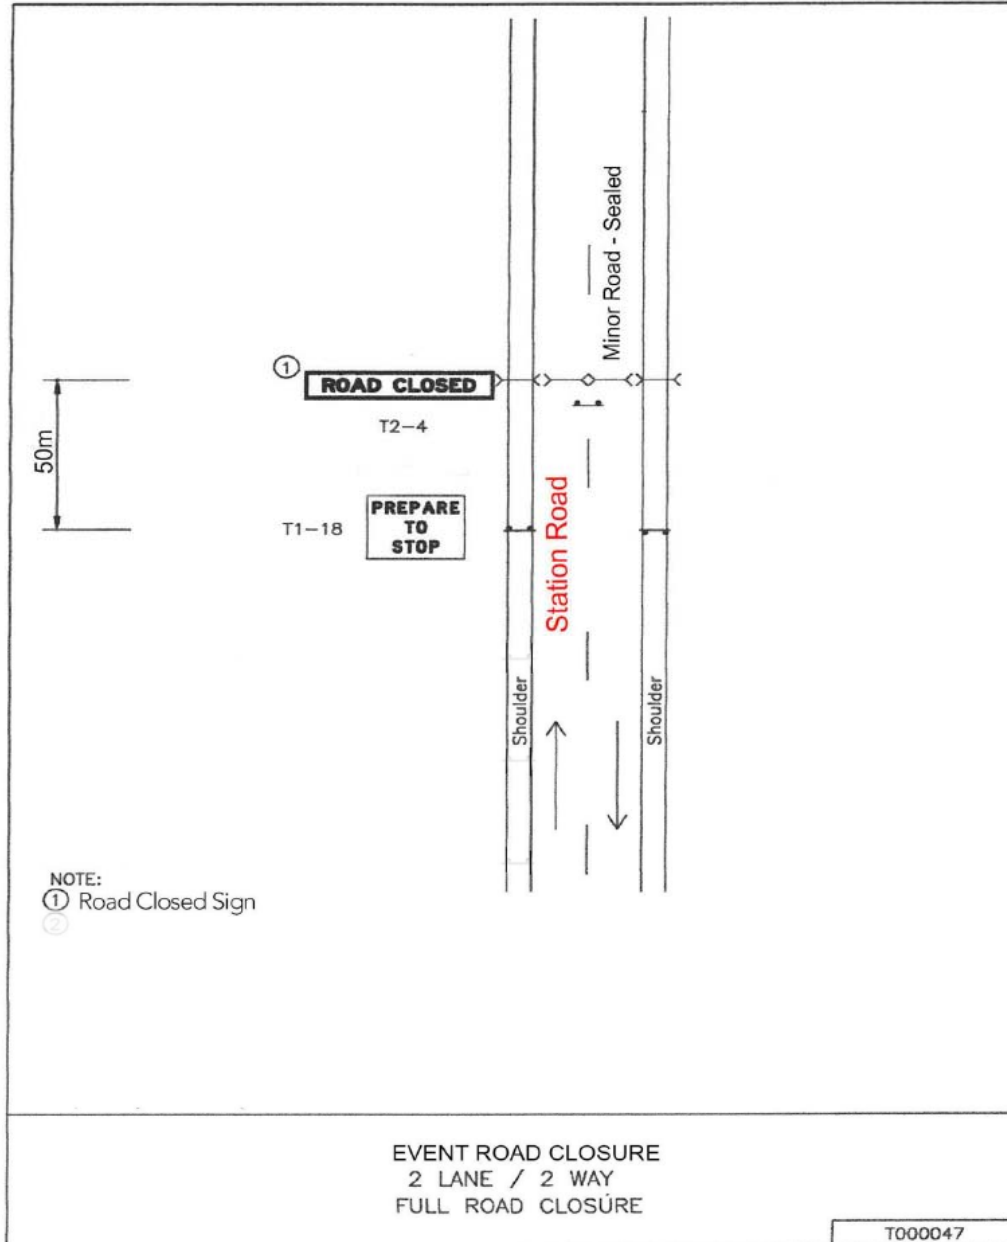 Minor Road - Sealed
①
ROAD CLOSED
T2-4
50m
T1-18
PREPARE
TO
STOP
Station Road
Shoulder
Shoulder
NOTE:
① Road Closed Sign
②
EVENT ROAD CLOSURE
2 LANE / 2 WAY
FULL ROAD CLOSÚRE
T000047